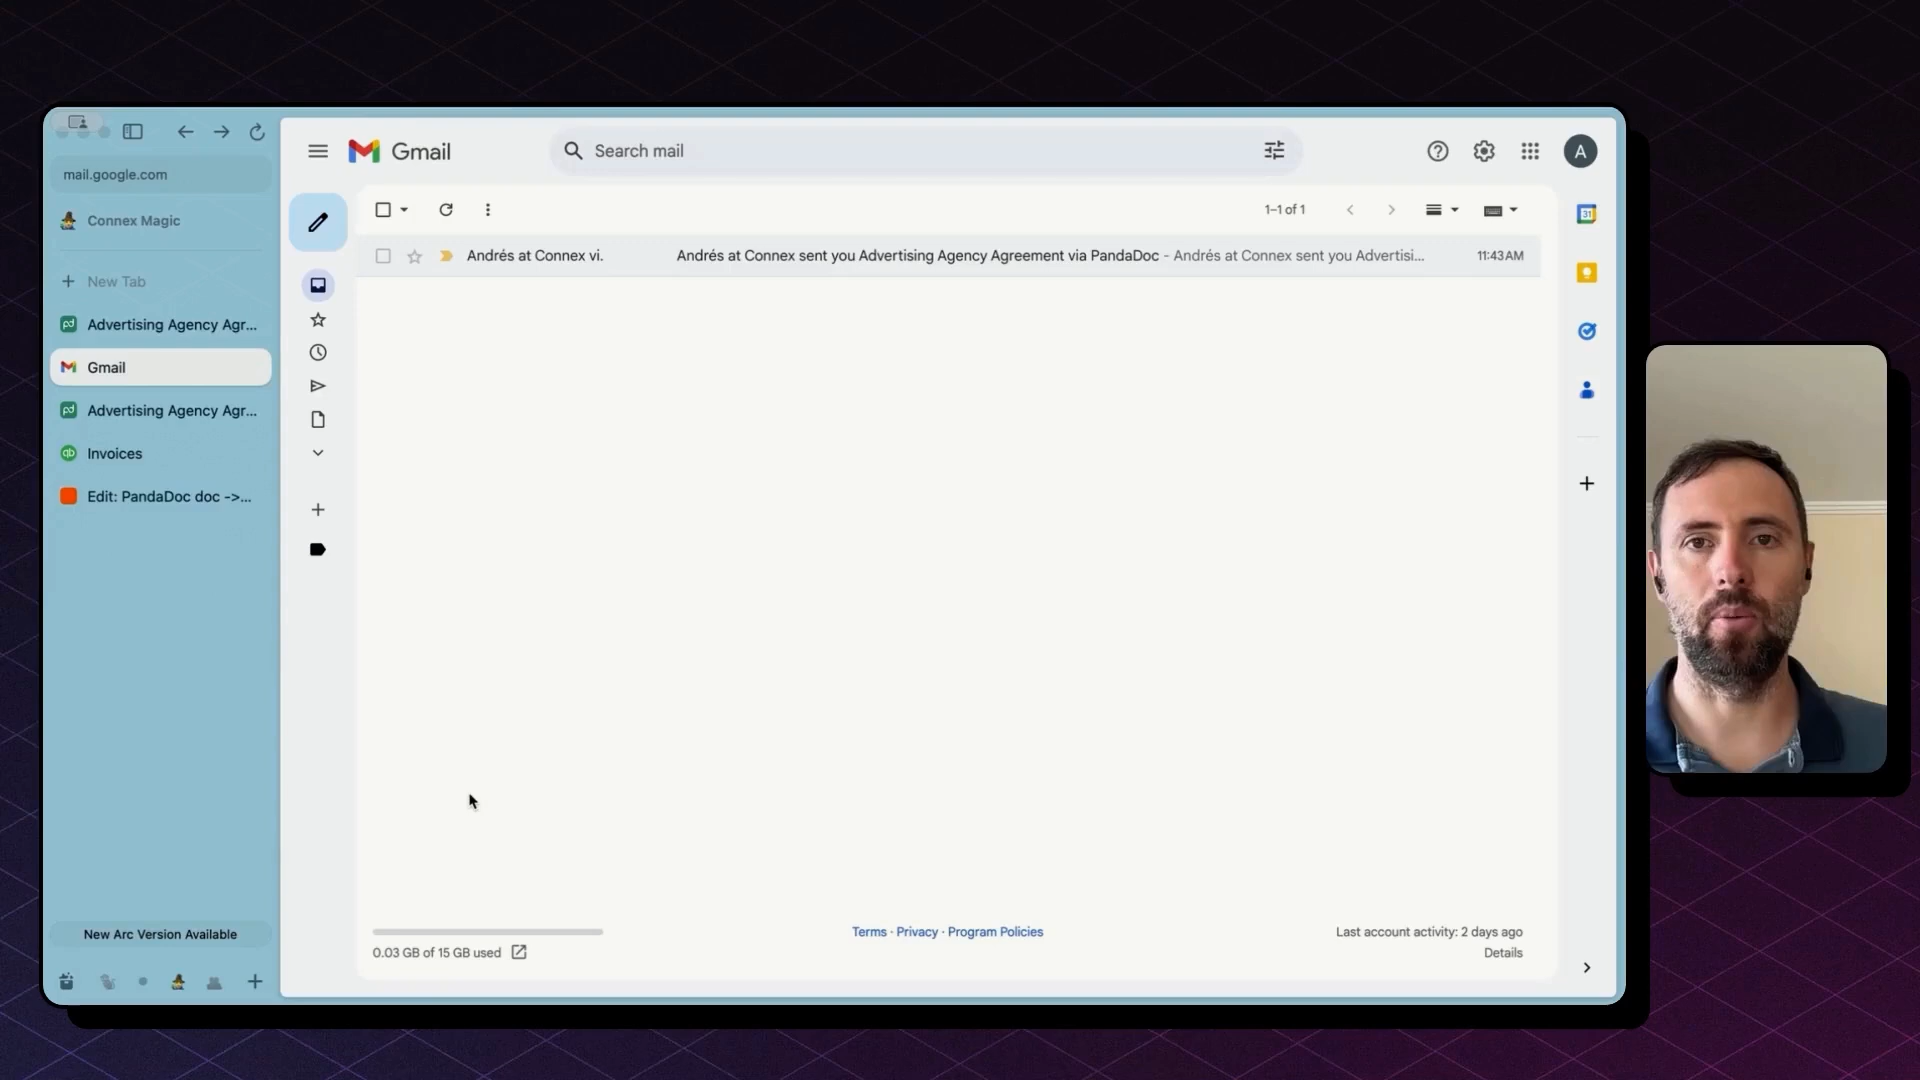 mail.google.com
Connex Magic
New Tab
Advertising Agency Agr...
Gmail
Advertising Agency Agr...
Invoices
Edit: PandaDoc doc ->...
New Arc Version Available
Gmail
Search mail
A
1–1 of 1
31
Andrés at Connex vi.
Andrés at Connex sent you Advertising Agency Agreement via PandaDoc - Andrés at Connex sent you Advertisi...
11:43 AM
0.03 GB of 15 GB used
Terms · Privacy · Program Policies
Last account activity: 2 days ago
Details